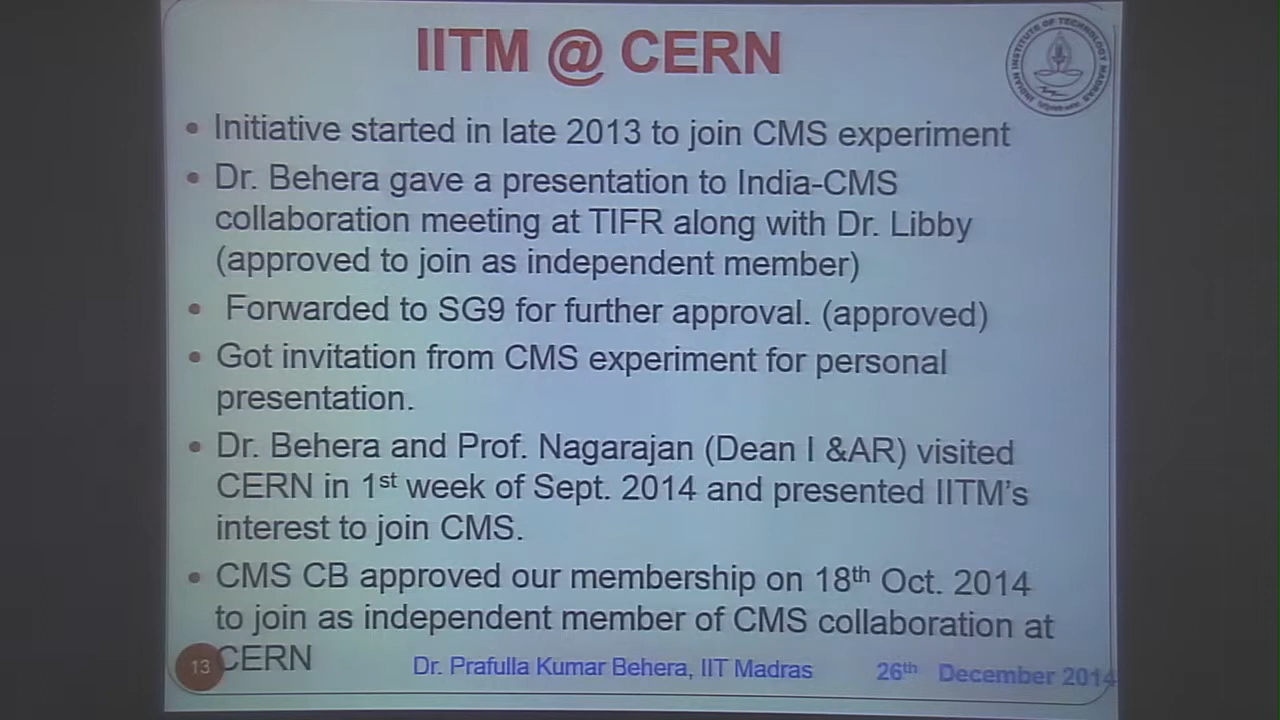 IITM @ CERN
INDIAN INSTITUTE OF TECHNOLOGY MADRAS
• Initiative started in late 2013 to join CMS experiment
• Dr. Behera gave a presentation to India-CMS
collaboration meeting at TIFR along with Dr. Libby
(approved to join as independent member)
• Forwarded to SG9 for further approval. (approved)
• Got invitation from CMS experiment for personal
presentation.
• Dr. Behera and Prof. Nagarajan (Dean I &AR) visited
CERN in 1st week of Sept. 2014 and presented IITM's
interest to join CMS.
• CMS CB approved our membership on 18th Oct. 2014
to join as independent member of CMS collaboration at
CERN
13 Dr. Prafulla Kumar Behera, IIT Madras 26th December 2014